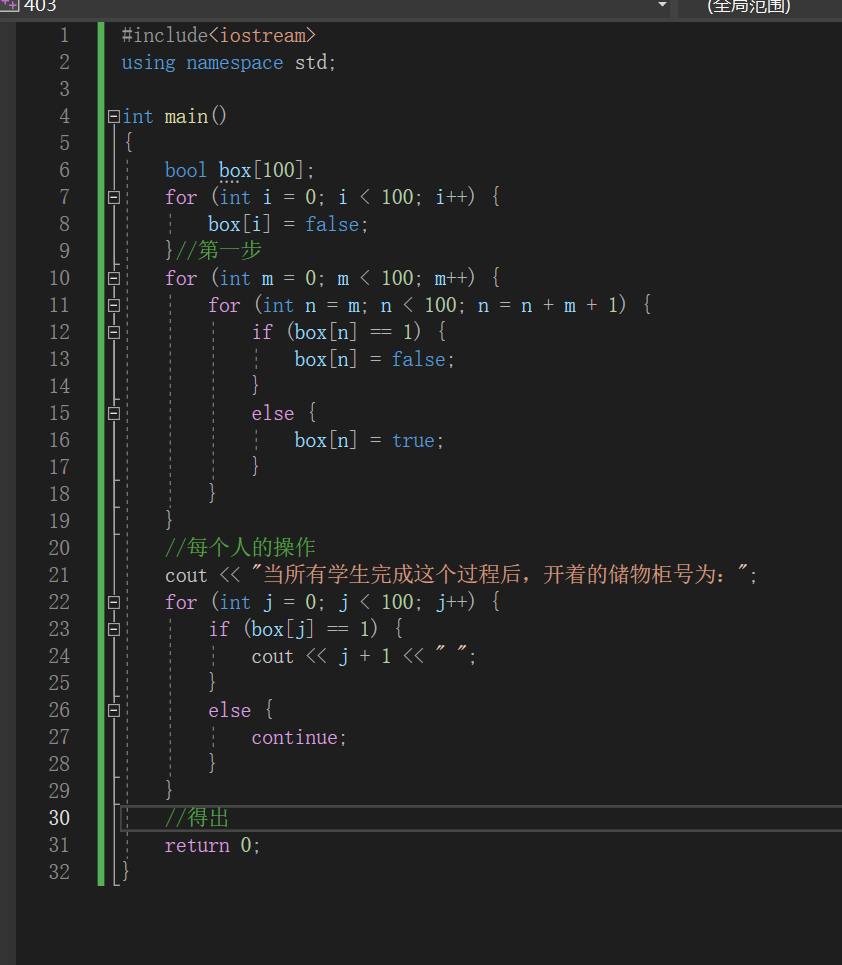 403 (全局范围)
1 #include<iostream>
2 using namespace std;
3
4 int main()
5 {
6 bool box[100];
7 for (int i = 0; i < 100; i++) {
8 box[i] = false;
9 }//第一步
10 for (int m = 0; m < 100; m++) {
11 for (int n = m; n < 100; n = n + m + 1) {
12 if (box[n] == 1) {
13 box[n] = false;
14 }
15 else {
16 box[n] = true;
17 }
18 }
19 }
20 //每个人的操作
21 cout << "当所有学生完成这个过程后，开着的储物柜号为：";
22 for (int j = 0; j < 100; j++) {
23 if (box[j] == 1) {
24 cout << j + 1 << " ";
25 }
26 else {
27 continue;
28 }
29 }
30 //得出
31 return 0;
32 }